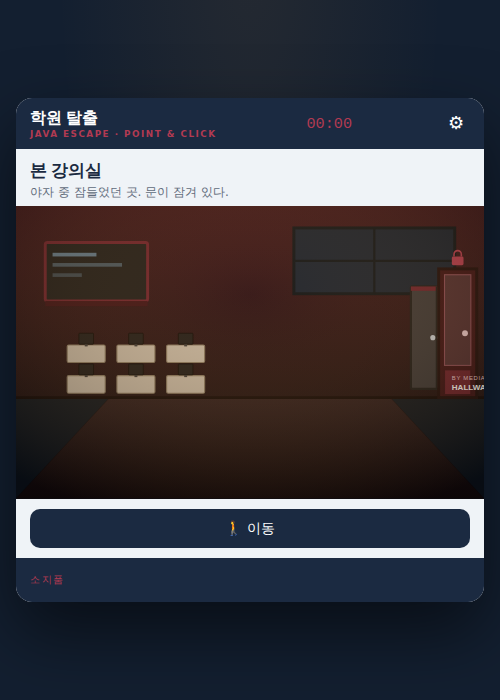 학원 탈출
JAVA ESCAPE · POINT & CLICK
00:00
본 강의실
야자 중 잠들었던 곳. 문이 잠겨 있다.
BY MEDIA
HALLWA
이동
소지품